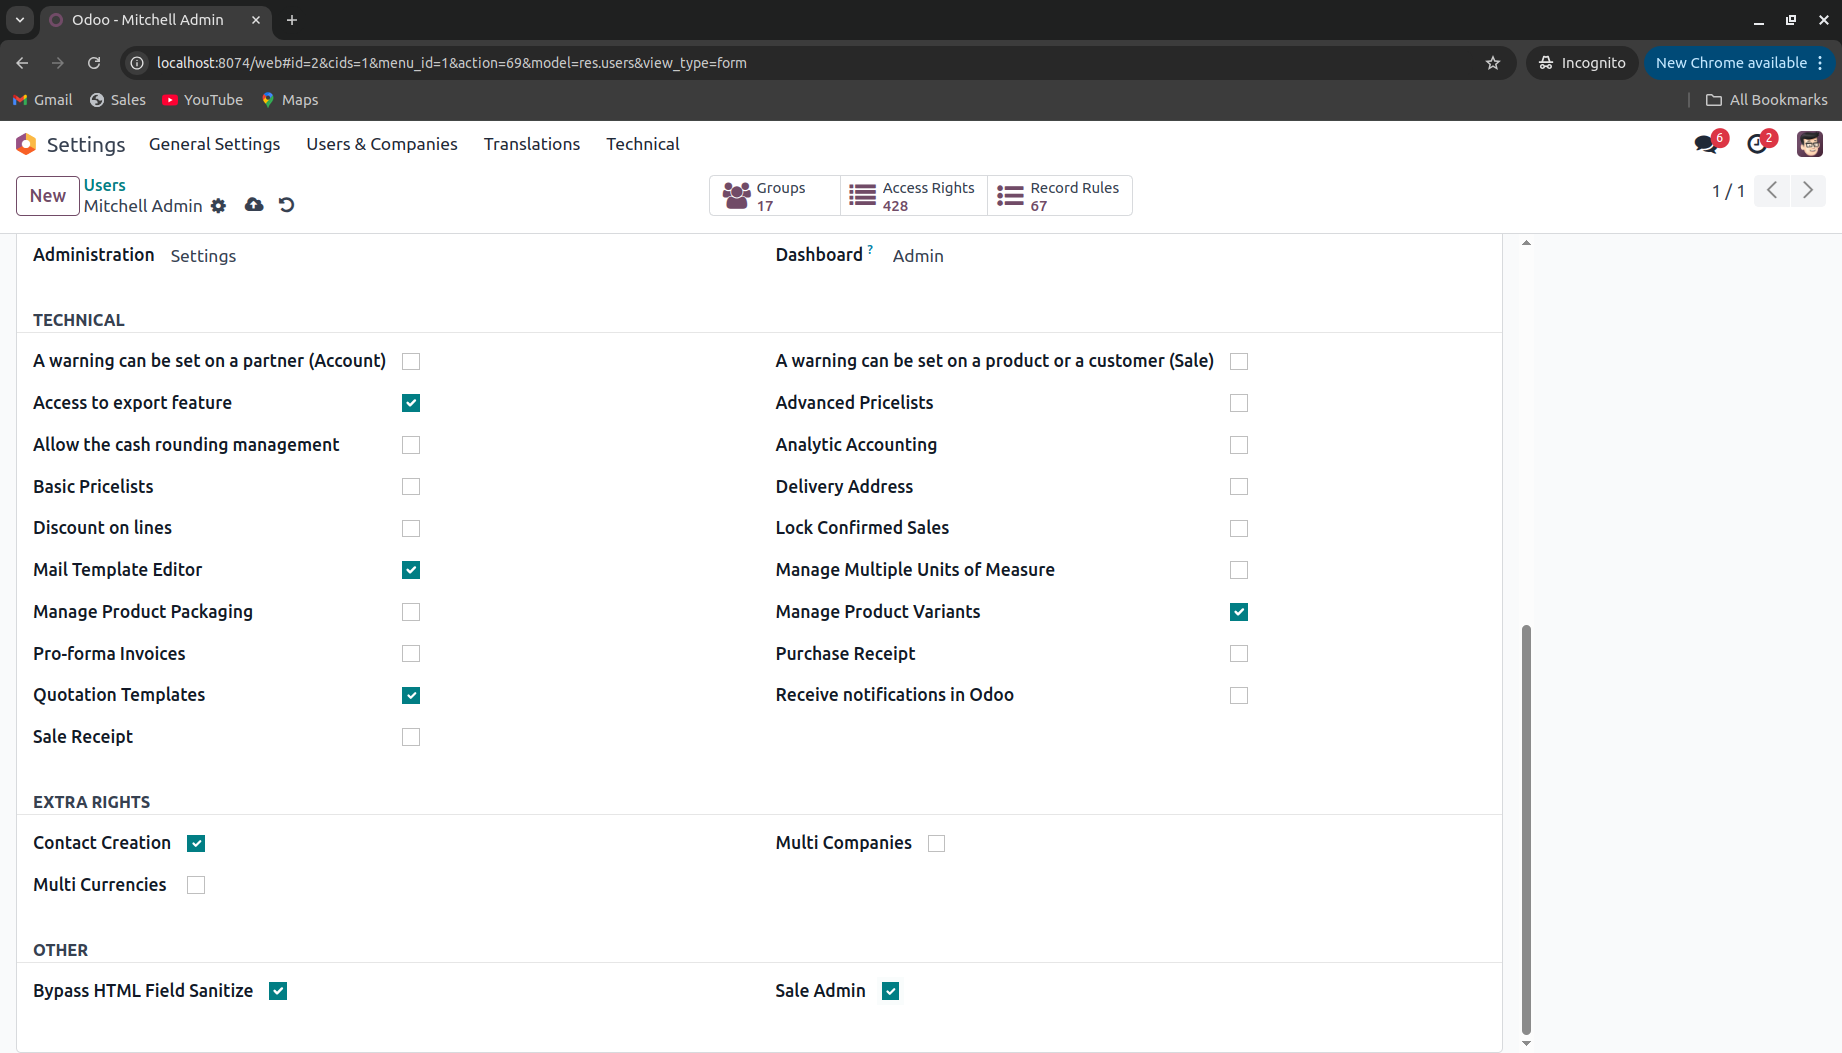 Odoo - Mitchell Admin
localhost:8074/web#id=2&cids=1&menu_id=1&action=69&model=res.users&view_type=form
Incognito
New Chrome available
Gmail
Sales
YouTube
Maps
All Bookmarks
Settings
General Settings
Users & Companies
Translations
Technical
6
2
New
Users
Mitchell Admin
Groups
17
Access Rights
428
Record Rules
67
1 / 1
Administration Settings
Dashboard ? Admin
TECHNICAL
A warning can be set on a partner (Account)
A warning can be set on a product or a customer (Sale)
Access to export feature
Advanced Pricelists
Allow the cash rounding management
Analytic Accounting
Basic Pricelists
Delivery Address
Discount on lines
Lock Confirmed Sales
Mail Template Editor
Manage Multiple Units of Measure
Manage Product Packaging
Manage Product Variants
Pro-forma Invoices
Purchase Receipt
Quotation Templates
Receive notifications in Odoo
Sale Receipt
EXTRA RIGHTS
Contact Creation
Multi Companies
Multi Currencies
OTHER
Bypass HTML Field Sanitize
Sale Admin